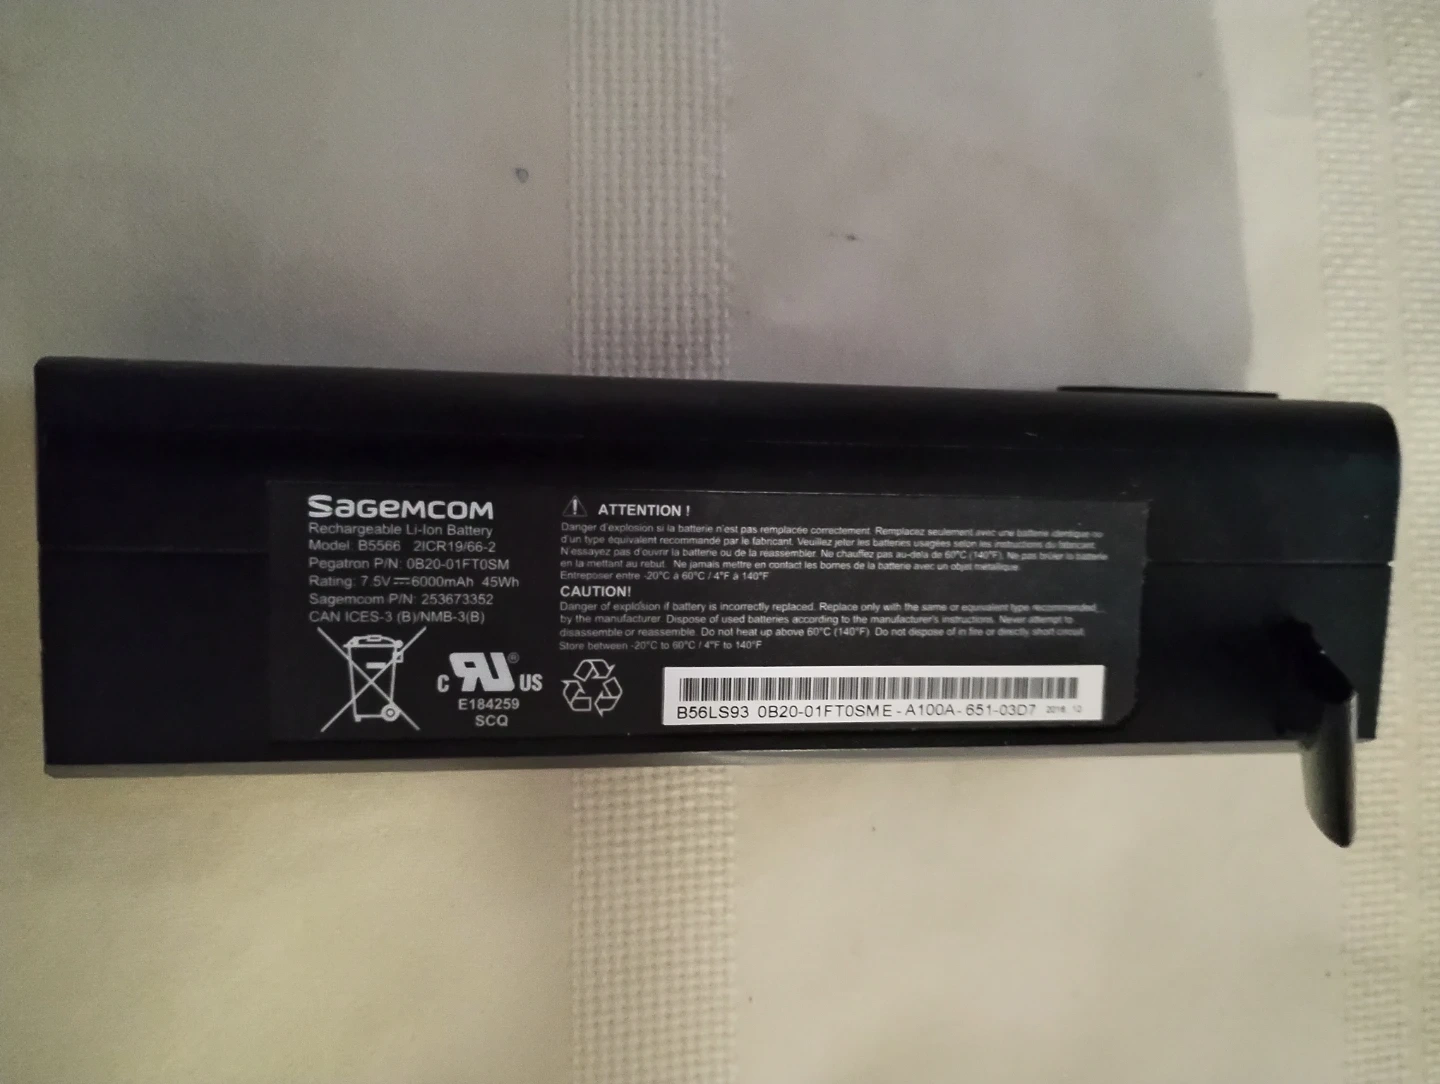 SAGEMCOM
Rechargeable Li-Ion Battery
Model B5566 2ICR19/66-2
Pegatron P/N: 0B20-01FT0SM
Rating: 7.5V⎓6000mAh 45Wh
Sagemcom P/N: 253673352
CAN ICES-3 (B)/NMB-3(B)
C RU ® US
E184259
SCQ
ATTENTION !
Danger d'explosion si la batterie n'est pas remplacée correctement. Remplacez seulement avec une batterie identique ou
d'un type équivalent recommandé par le fabricant. Veuillez jeter les batteries usagées selon les instructions du fabricant.
N'essayez pas d'ouvrir la batterie ou de la réassembler. Ne chauffez pas au-delà de 60°C (140°F). Ne pas brûler la batterie
en la mettant au rebut. Ne jamais mettre en contact les bornes de la batterie avec un objet métallique.
Entreposer entre -20°C à 60°C / 4°F à 140°F
CAUTION!
Danger of explosion if battery is incorrectly replaced. Replace only with the same or equivalent type recommended
by the manufacturer. Dispose of used batteries according to the manufacturer's instructions. Never attempt to
disassemble or reassemble. Do not heat up above 60°C (140°F). Do not dispose of in fire or directly short circuit.
Store between -20°C to 60°C / 4°F to 140°F
B56LS93 0B20-01FT0SME-A100A-651-03D7 2016.10